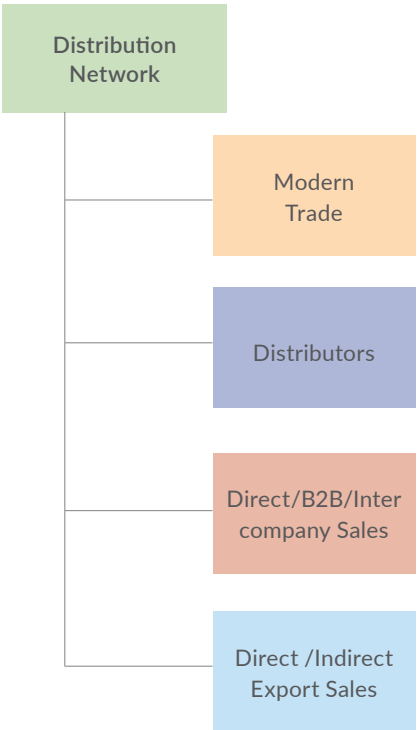 Distribution
Network
Modern
Trade
Distributors
Direct/B2B/Inter
company Sales
Direct /Indirect
Export Sales